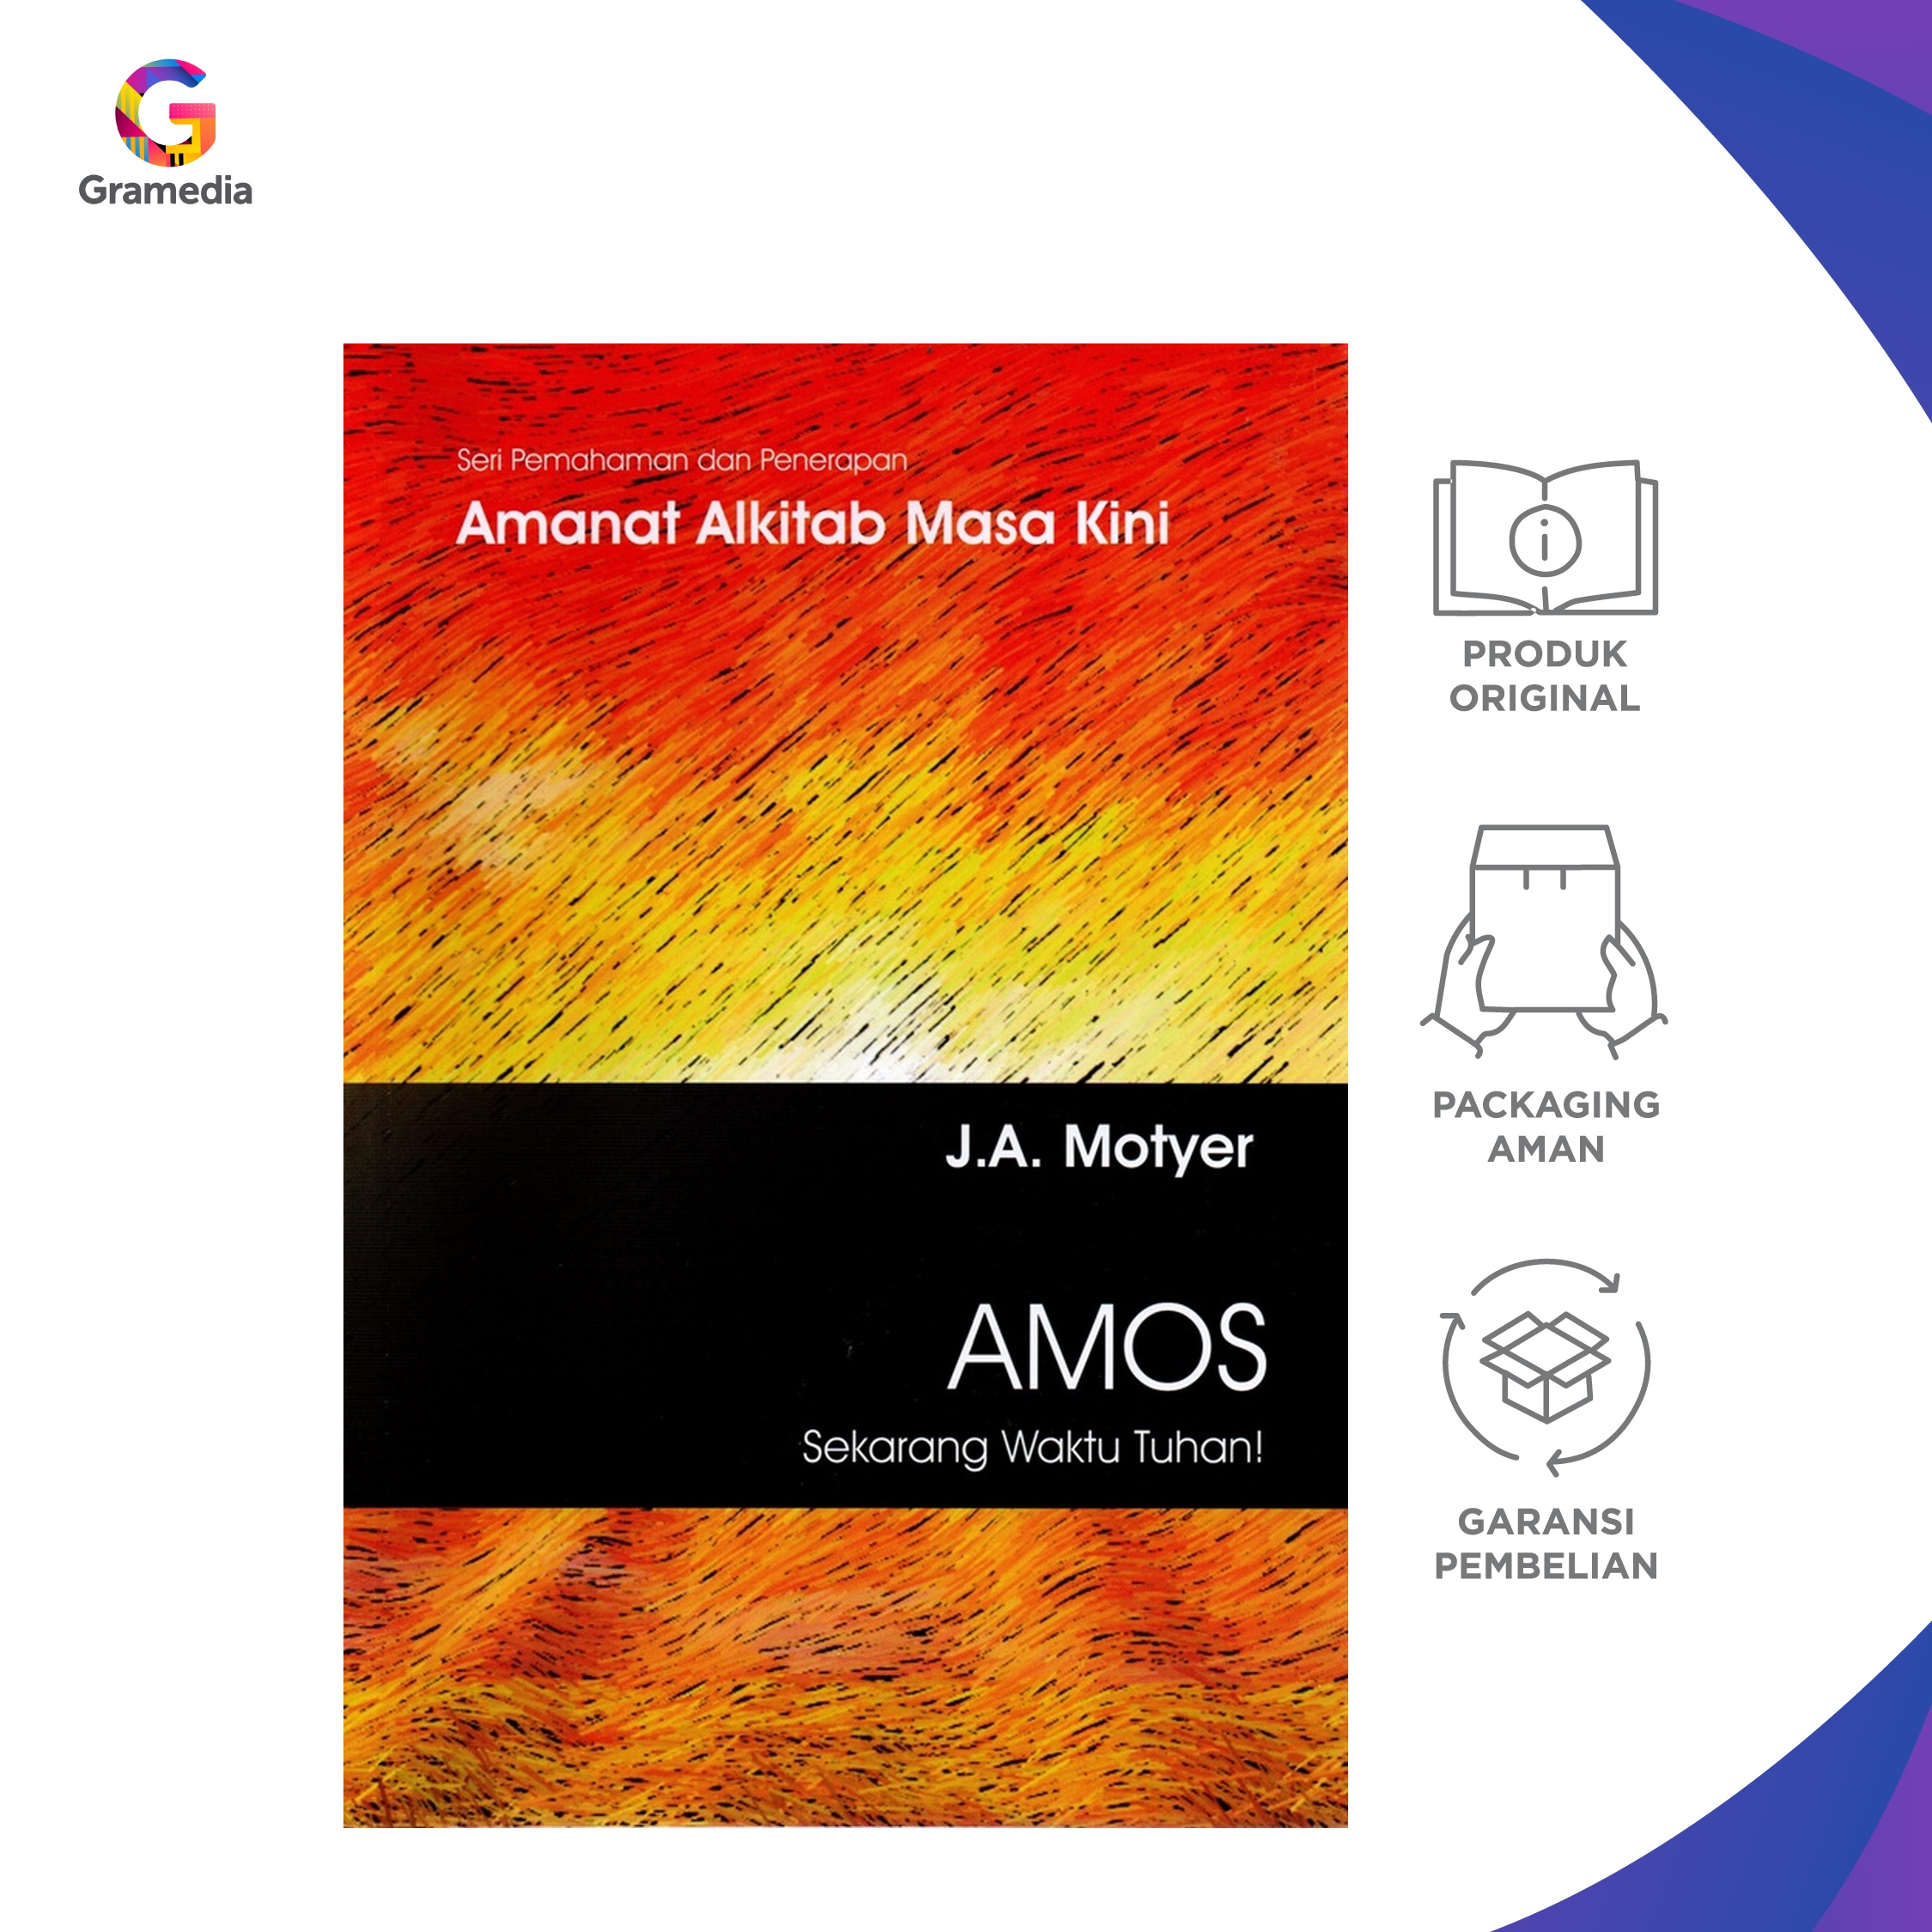 Gramedia
Seri Pemahaman dan Penerapan
Amanat Alkitab Masa Kini
J.A. Motyer
AMOS
Sekarang Waktu Tuhan!
PRODUK
ORIGINAL
PACKAGING
AMAN
GARANSI
PEMBELIAN